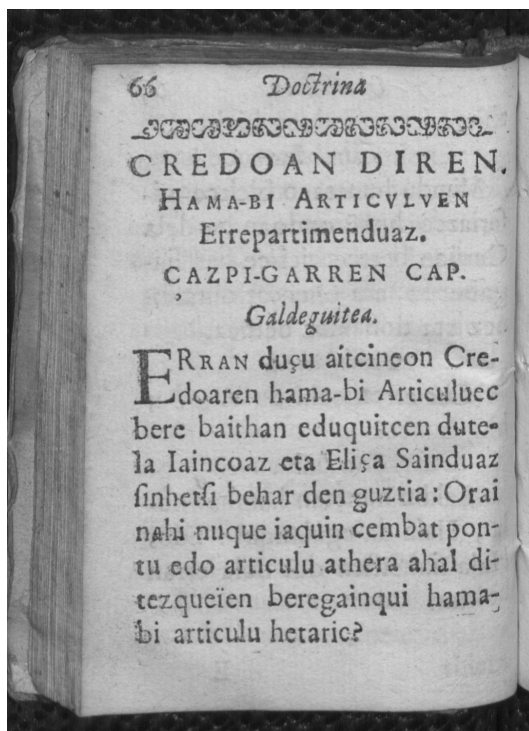 66 Doctrina
CREDOAN DIREN.
HAMA-BI ARTICVLVEN
Errepartimenduaz.
CAZPI-GARREN CAP.
Galdeguitea.
ERRAN duçu aitcineon Cre-
doaren hama-bi Articuluec
bere baithan eduquitcen dute-
la Iaincoaz eta Eliça Sainduaz
ſinhetſi behar den guztia: Orai
nahi nuque iaquin cembat pon-
tu edo articulu athera ahal di-
tezqueïen beregainqui hama-
bi articulu hetaric?